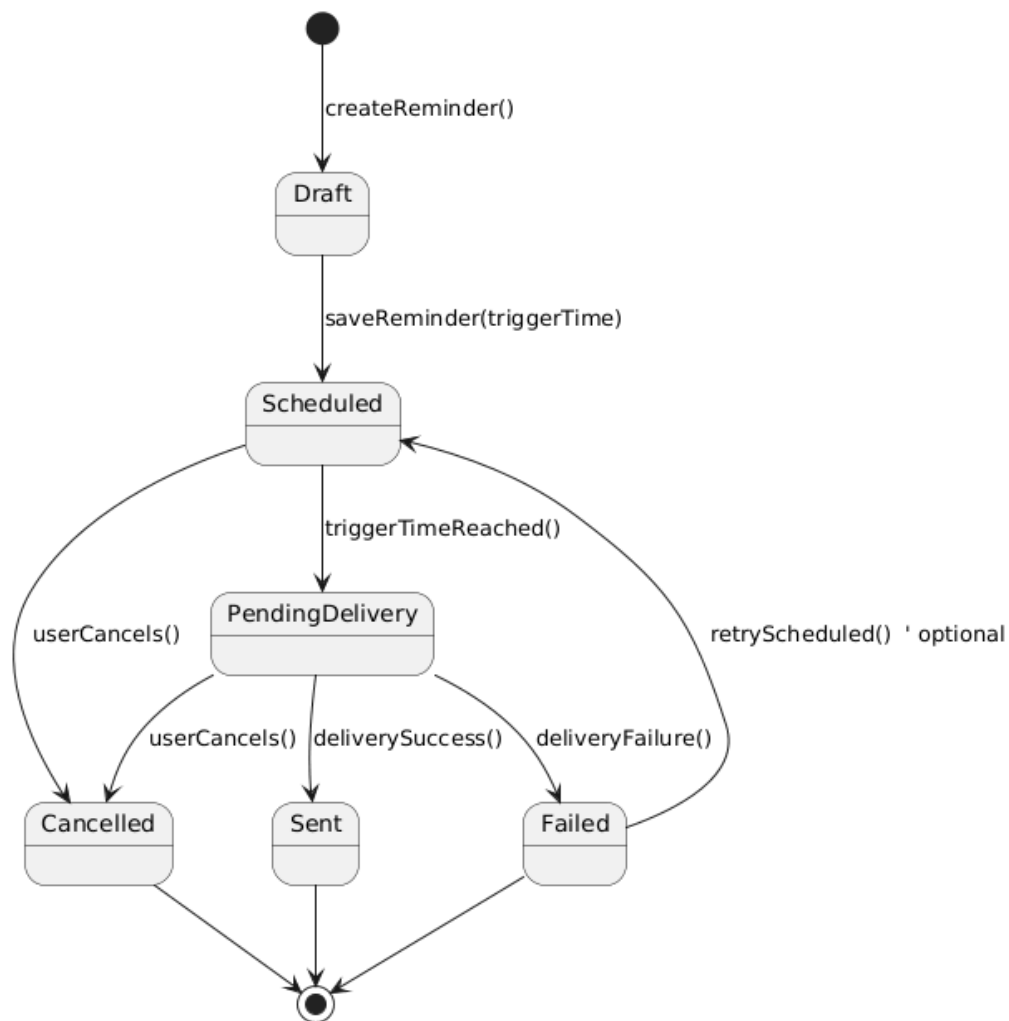 createReminder()
Draft
saveReminder(triggerTime)
Scheduled
triggerTimeReached()
PendingDelivery
userCancels()
retryScheduled()  ' optional
userCancels()
deliverySuccess()
deliveryFailure()
Cancelled
Sent
Failed